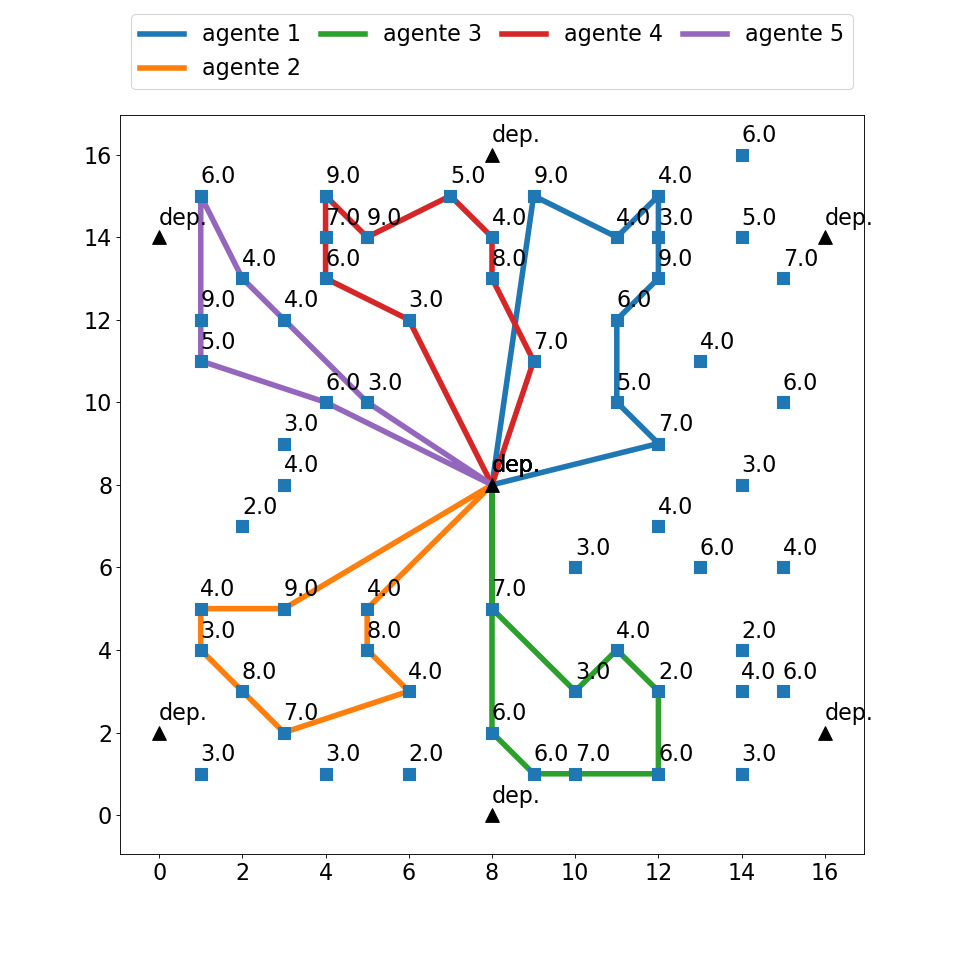 agente 1 agente 3 agente 4 agente 5
agente 2
dep. 6.0
16
6.0 9.0 5.0 9.0 4.0
dep. 7.0 9.0 4.0 4.0 3.0 5.0 dep.
14
4.0 6.0 8.0 9.0 7.0
9.0 4.0 3.0 6.0
12
5.0 7.0 4.0
6.0 3.0 5.0 6.0
10
3.0 7.0
4.0 dep. 3.0
8
2.0 4.0
3.0 6.0 4.0
6
4.0 9.0 4.0 7.0
3.0 8.0 4.0 2.0
4
8.0 4.0 3.0 2.0 4.0 6.0
dep. 7.0 6.0 dep.
2
3.0 3.0 2.0 6.0 7.0 6.0 3.0
dep.
0
0 2 4 6 8 10 12 14 16